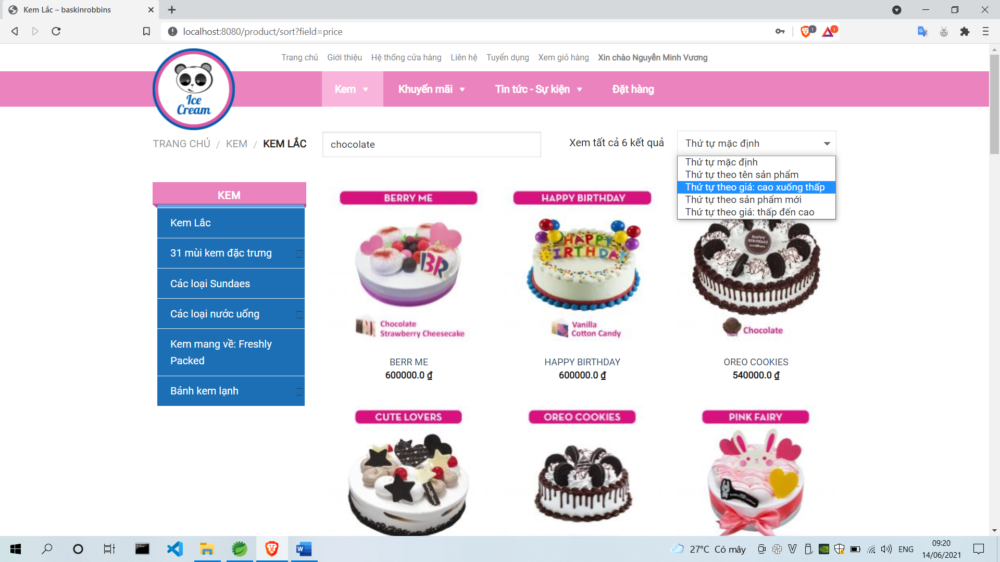 Kem Lắc – baskinrobbins
localhost:8080/product/sort?field=price
1
1
Trang chủ Giới thiệu Hệ thống cửa hàng Liên hệ Tuyển dụng Xem giỏ hàng Xin chào Nguyễn Minh Vương
Ice
Cream
Kem Khuyến mãi Tin tức - Sự kiện Đặt hàng
TRANG CHỦ / KEM / KEM LẮC
chocolate
Xem tất cả 6 kết quả
Thứ tự mặc định
Thứ tự mặc định
Thứ tự theo tên sản phẩm
Thứ tự theo giá: cao xuống thấp
Thứ tự theo sản phẩm mới
Thứ tự theo giá: thấp đến cao
KEM
Kem Lắc
31 mùi kem đặc trưng
Các loại Sundaes
Các loại nước uống
Kem mang về: Freshly
Packed
Bánh kem lạnh
BERRY ME
BR
Chocolate
Strawberry Cheesecake
BERR ME
600000.0 ₫
HAPPY BIRTHDAY
HAPPY
BIRTHDAY
Vanilla
Cotton Candy
HAPPY BIRTHDAY
600000.0 ₫
HAPPY
BIRTHDAY
Chocolate
OREO COOKIES
540000.0 ₫
CUTE LOVERS
OREO COOKIES
PINK FAIRY
27°C Có mây
ENG
09:20
14/06/2021